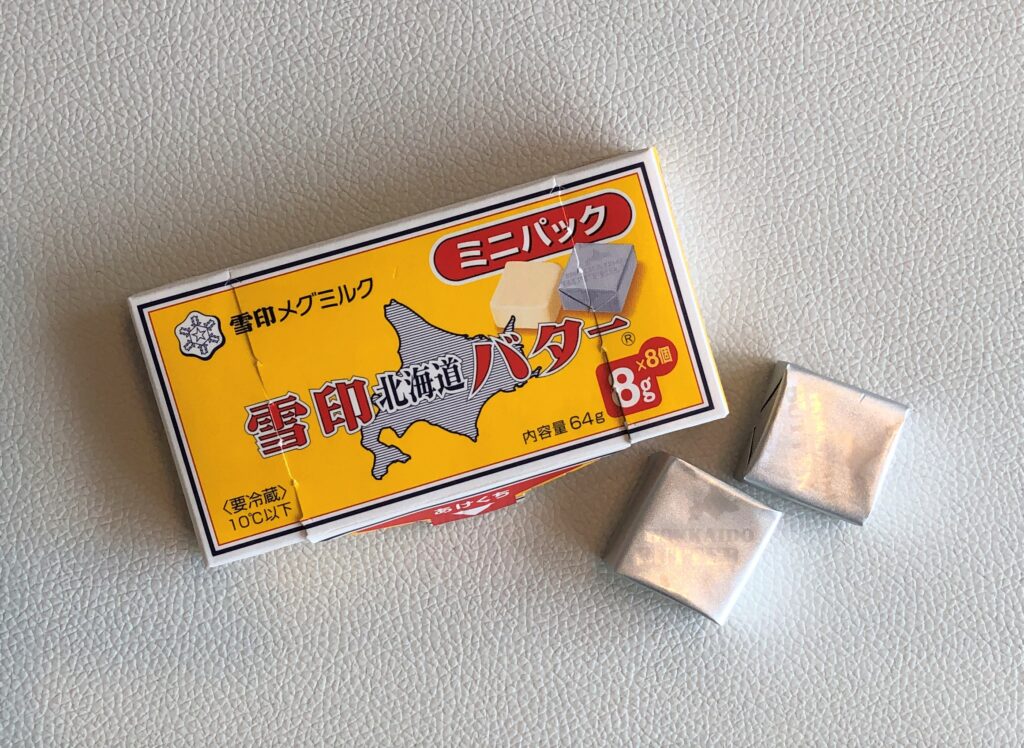 ミニパック
雪印メグミルク
雪印北海道バター®
8g×8個
内容量64g
〈要冷蔵〉
10℃以下
あけくち
HOKKAIDO
BUTTER